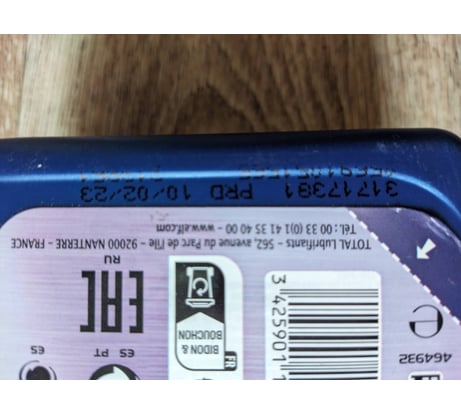 464932
℮
3 425901 1
FR
BIDON &
BOUCHON
ES PT
ES
EAC
RU
TOTAL Lubrifiants - 562, avenue du Parc de l'Ile - 92000 NANTERRE - FRANCE
Tél.: 00 33 (0)1 41 35 40 00 - www.elf.com
31717381 PRD 10/02/23